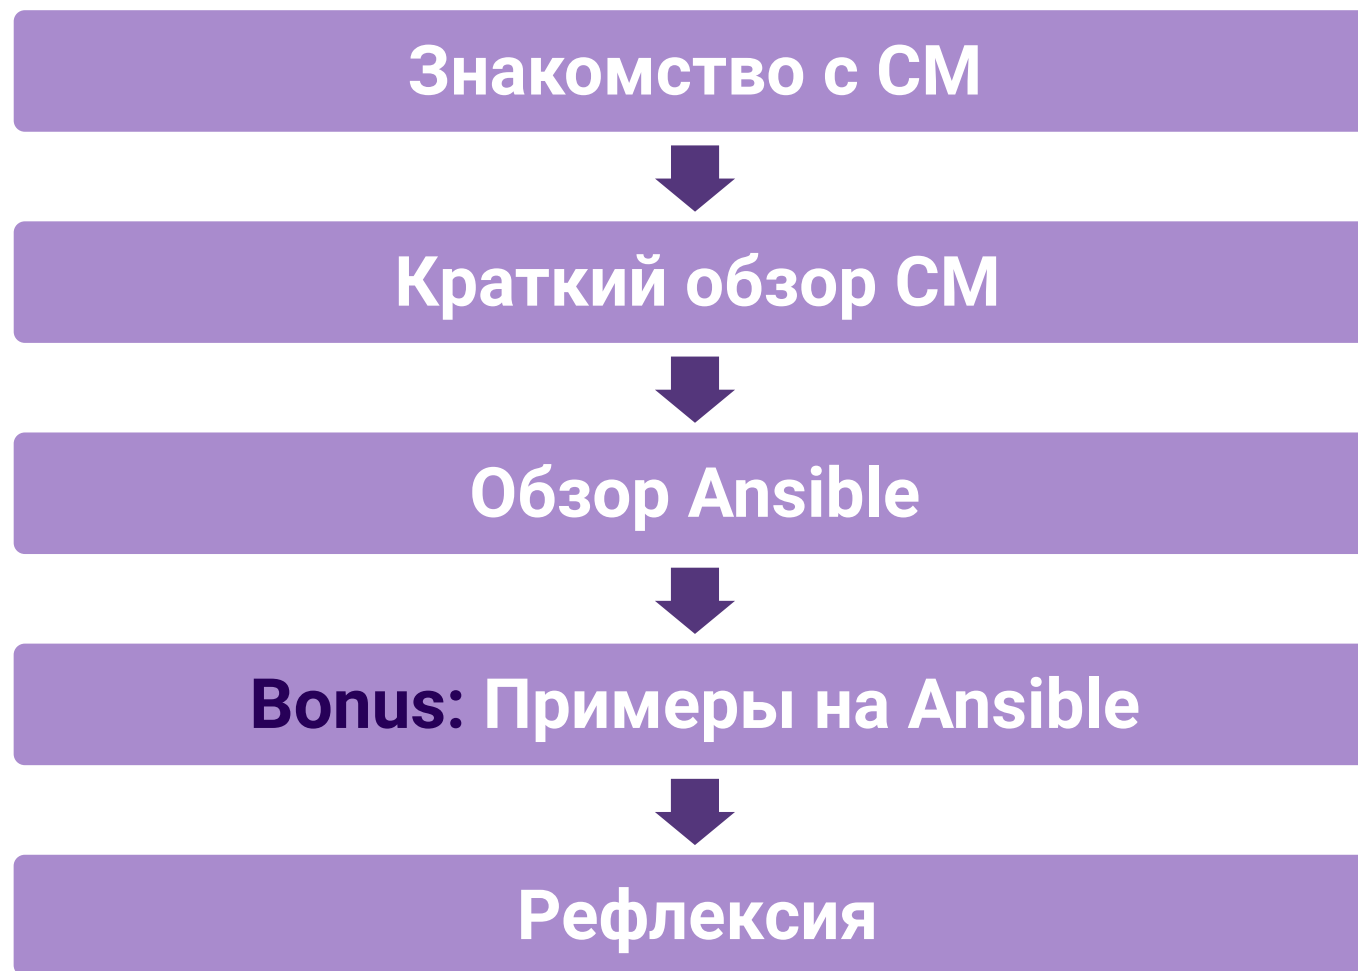 Знакомство с CM
Краткий обзор CM
Обзор Ansible
Bonus: Примеры на Ansible
Рефлексия